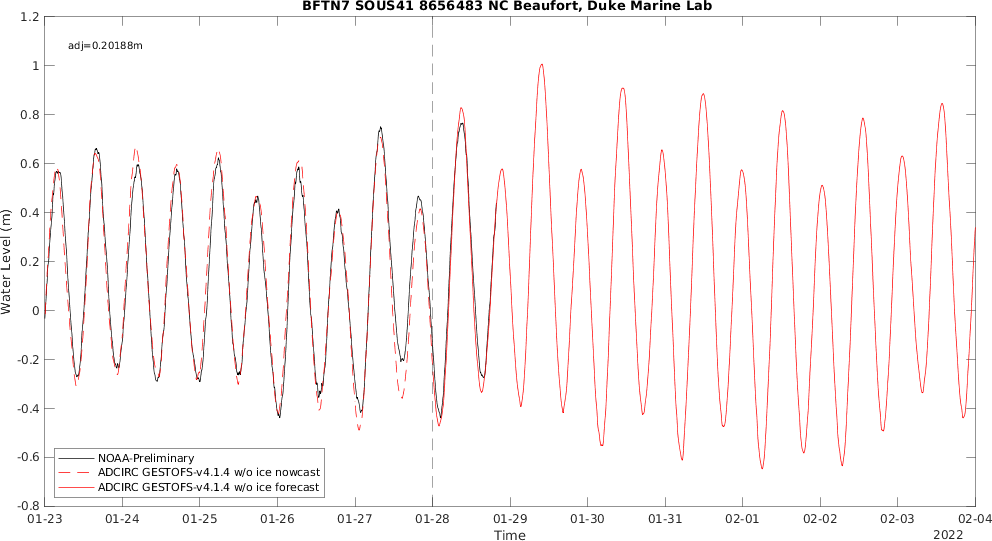 BFTN7 SOUS41 8656483 NC Beaufort, Duke Marine Lab
adj=0.20188m
1.2
1
0.8
0.6
0.4
0.2
0
-0.2
-0.4
-0.6
-0.8
Water Level (m)
NOAA-Preliminary
ADCIRC GESTOFS-v4.1.4 w/o ice nowcast
ADCIRC GESTOFS-v4.1.4 w/o ice forecast
01-23 01-24 01-25 01-26 01-27 01-28 01-29 01-30 01-31 02-01 02-02 02-03 02-04
Time
2022